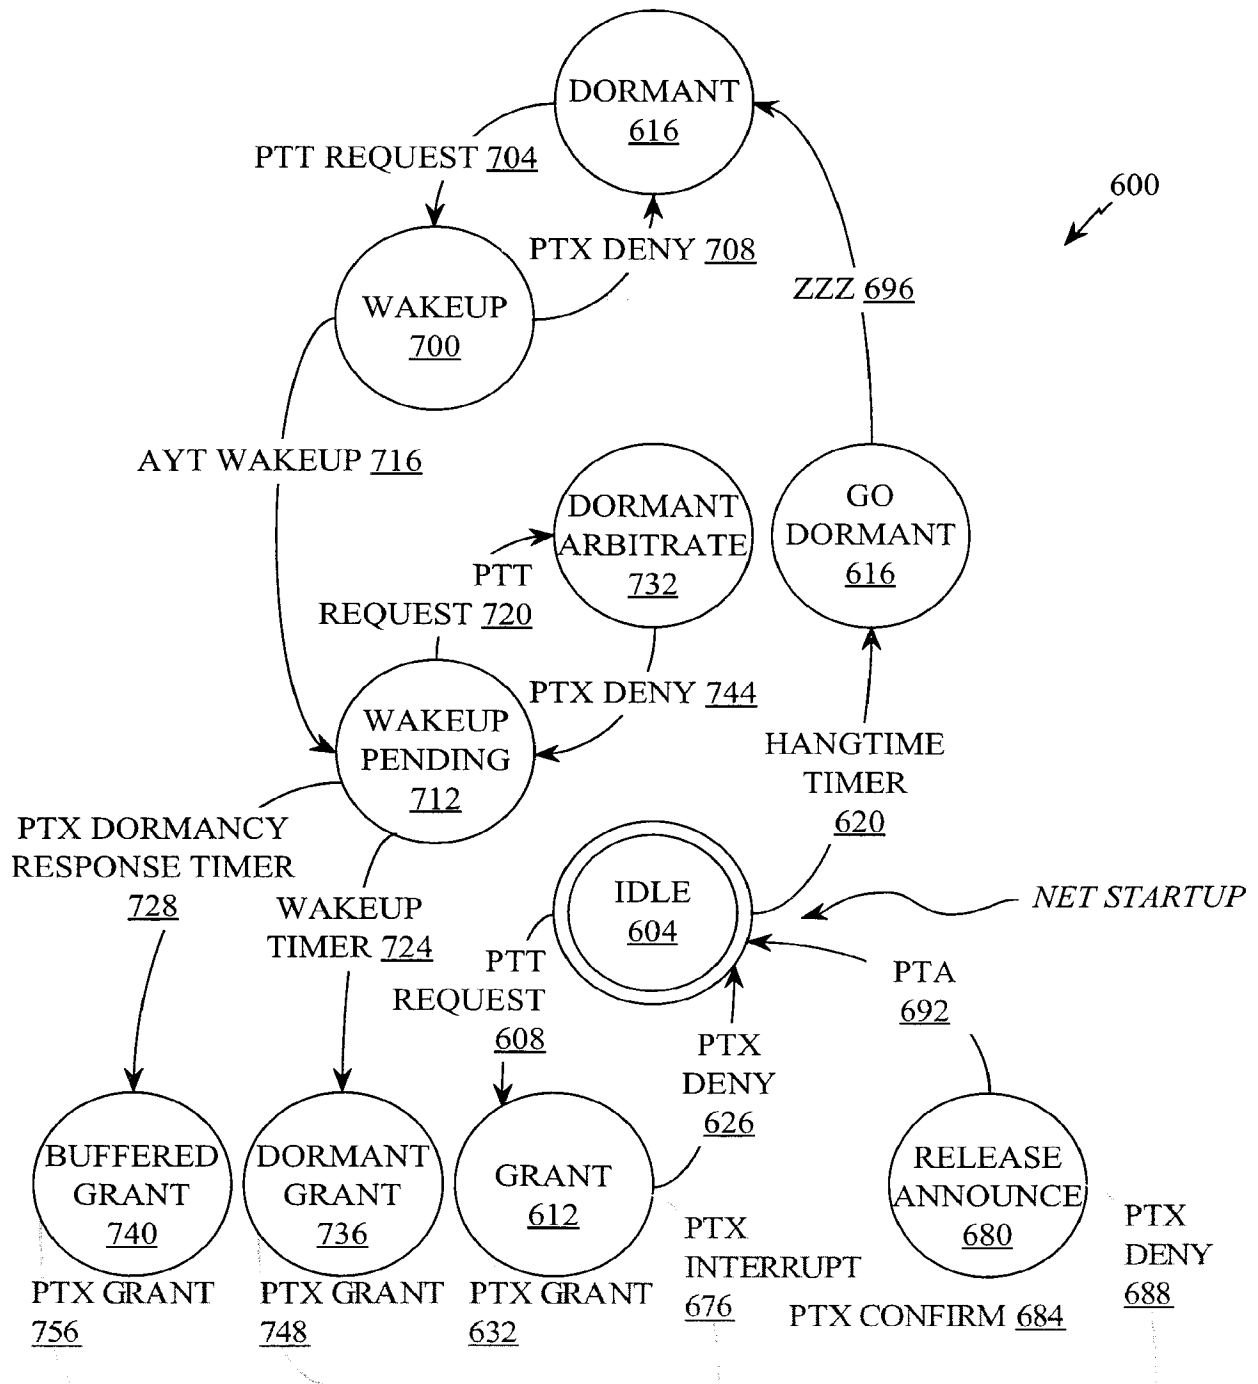 DORMANT
616
PTT REQUEST 704
600
PTX DENY 708
ZZZ 696
WAKEUP
700
AYT WAKEUP 716
DORMANT
ARBITRATE
732
GO
DORMANT
616
PTT
REQUEST 720
PTX DENY 744
WAKEUP
PENDING
712
HANGTIME
TIMER
620
PTX DORMANCY
RESPONSE TIMER
728
WAKEUP
TIMER 724
IDLE
604
NET STARTUP
PTT
REQUEST
608
PTA
692
PTX
DENY
626
BUFFERED
GRANT
740
DORMANT
GRANT
736
GRANT
612
RELEASE
ANNOUNCE
680
PTX
INTERRUPT
676
PTX
DENY
688
PTX GRANT
756
PTX GRANT
748
PTX GRANT
632
PTX CONFIRM 684